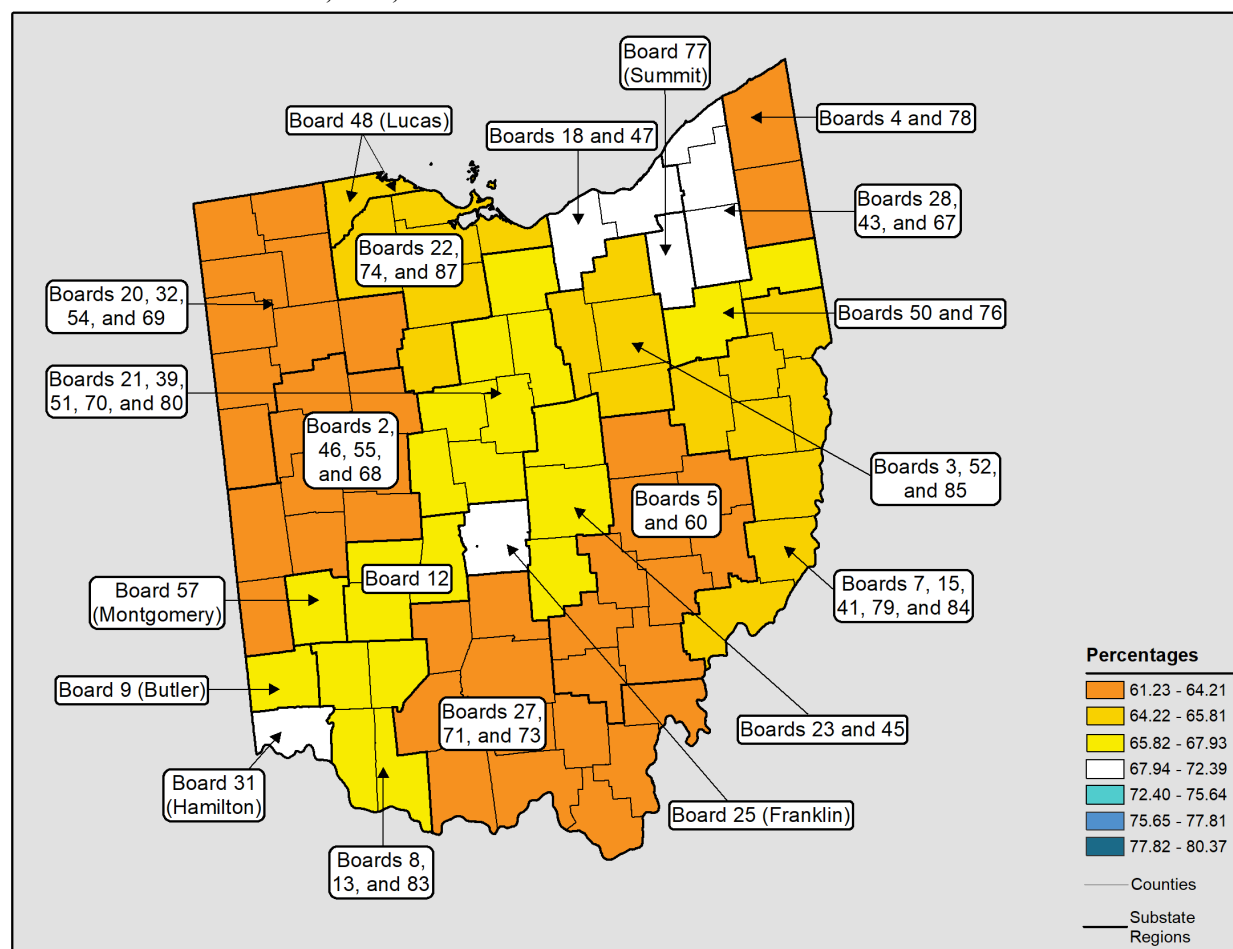 Board 77
(Summit)
Board 48 (Lucas)
Boards 18 and 47
Boards 4 and 78
Boards 28,
43, and 67
Boards 22,
74, and 87
Boards 20, 32,
54, and 69
Boards 50 and 76
Boards 21, 39,
51, 70, and 80
Boards 2,
46, 55,
and 68
Boards 3, 52,
and 85
Boards 5
and 60
Board 57
(Montgomery)
Board 12
Boards 7, 15,
41, 79, and 84
Board 9 (Butler)
Boards 27,
71, and 73
Boards 23 and 45
Board 31
(Hamilton)
Board 25 (Franklin)
Boards 8,
13, and 83
Percentages
61.23 - 64.21
64.22 - 65.81
65.82 - 67.93
67.94 - 72.39
72.40 - 75.64
75.65 - 77.81
77.82 - 80.37
Counties
Substate
Regions